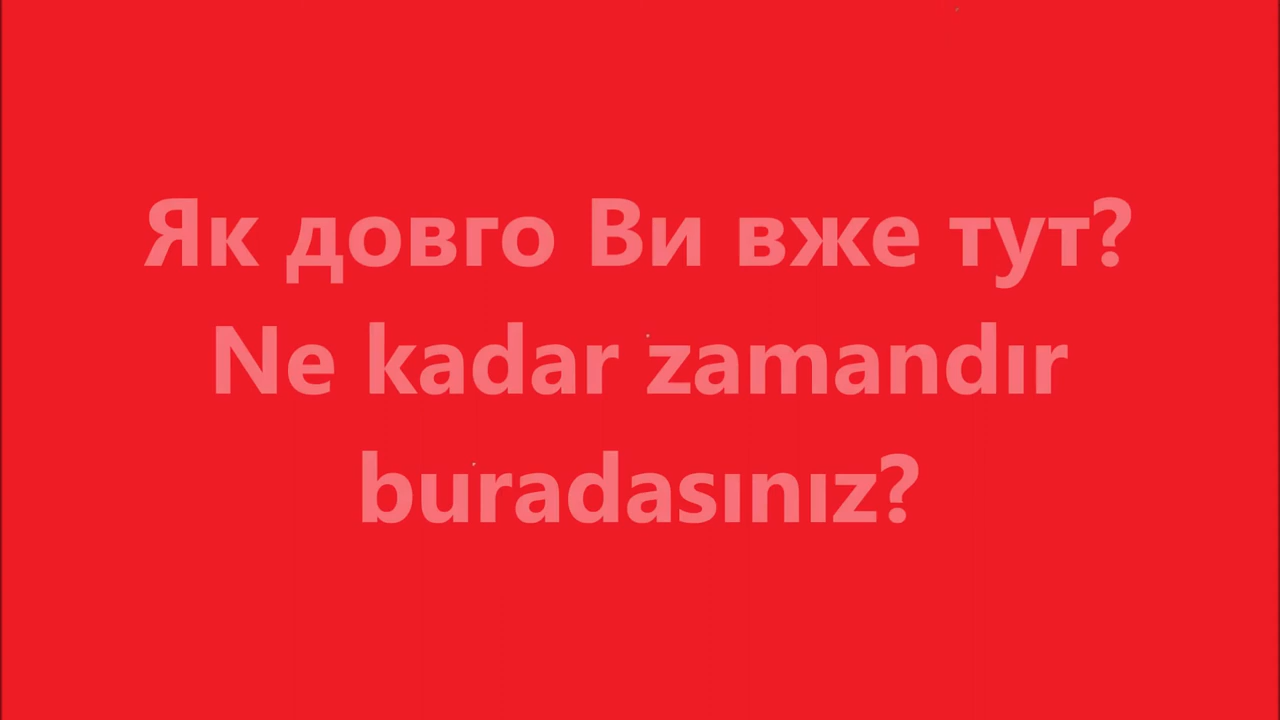 Як довго Ви вже тут?
Ne kadar zamandır
buradasınız?